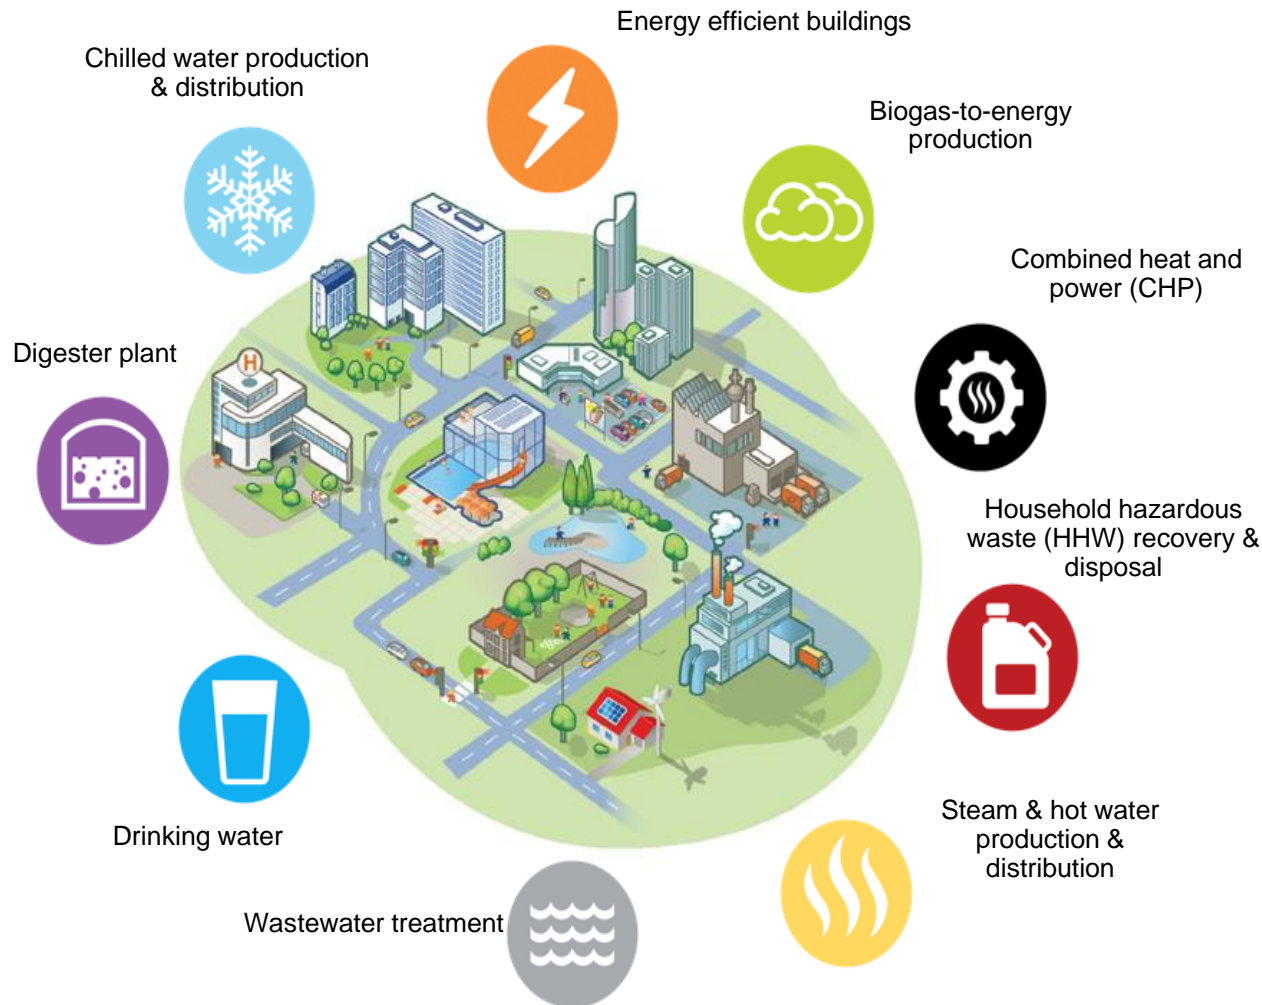 Energy efficient buildings
Chilled water production
& distribution
Biogas-to-energy
production
Combined heat and
power (CHP)
Digester plant
H
Household hazardous
waste (HHW) recovery &
disposal
Drinking water
Steam & hot water
production &
distribution
Wastewater treatment